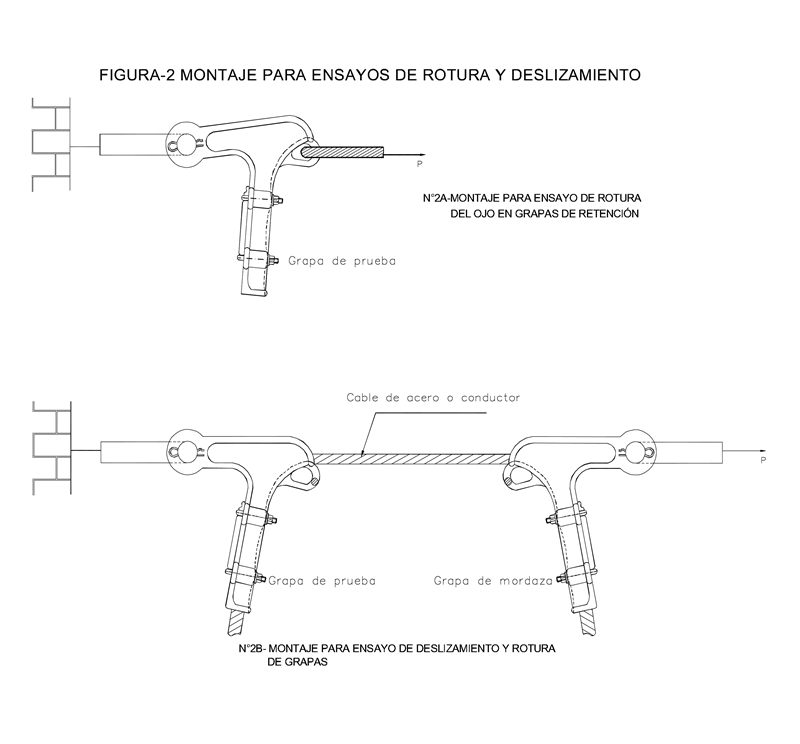 FIGURA-2 MONTAJE PARA ENSAYOS DE ROTURA Y DESLIZAMIENTO
P
N°2A-MONTAJE PARA ENSAYO DE ROTURA
DEL OJO EN GRAPAS DE RETENCIÓN
Grapa de prueba
Cable de acero o conductor
P
Grapa de prueba
Grapa de mordaza
N°2B- MONTAJE PARA ENSAYO DE DESLIZAMIENTO Y ROTURA
DE GRAPAS